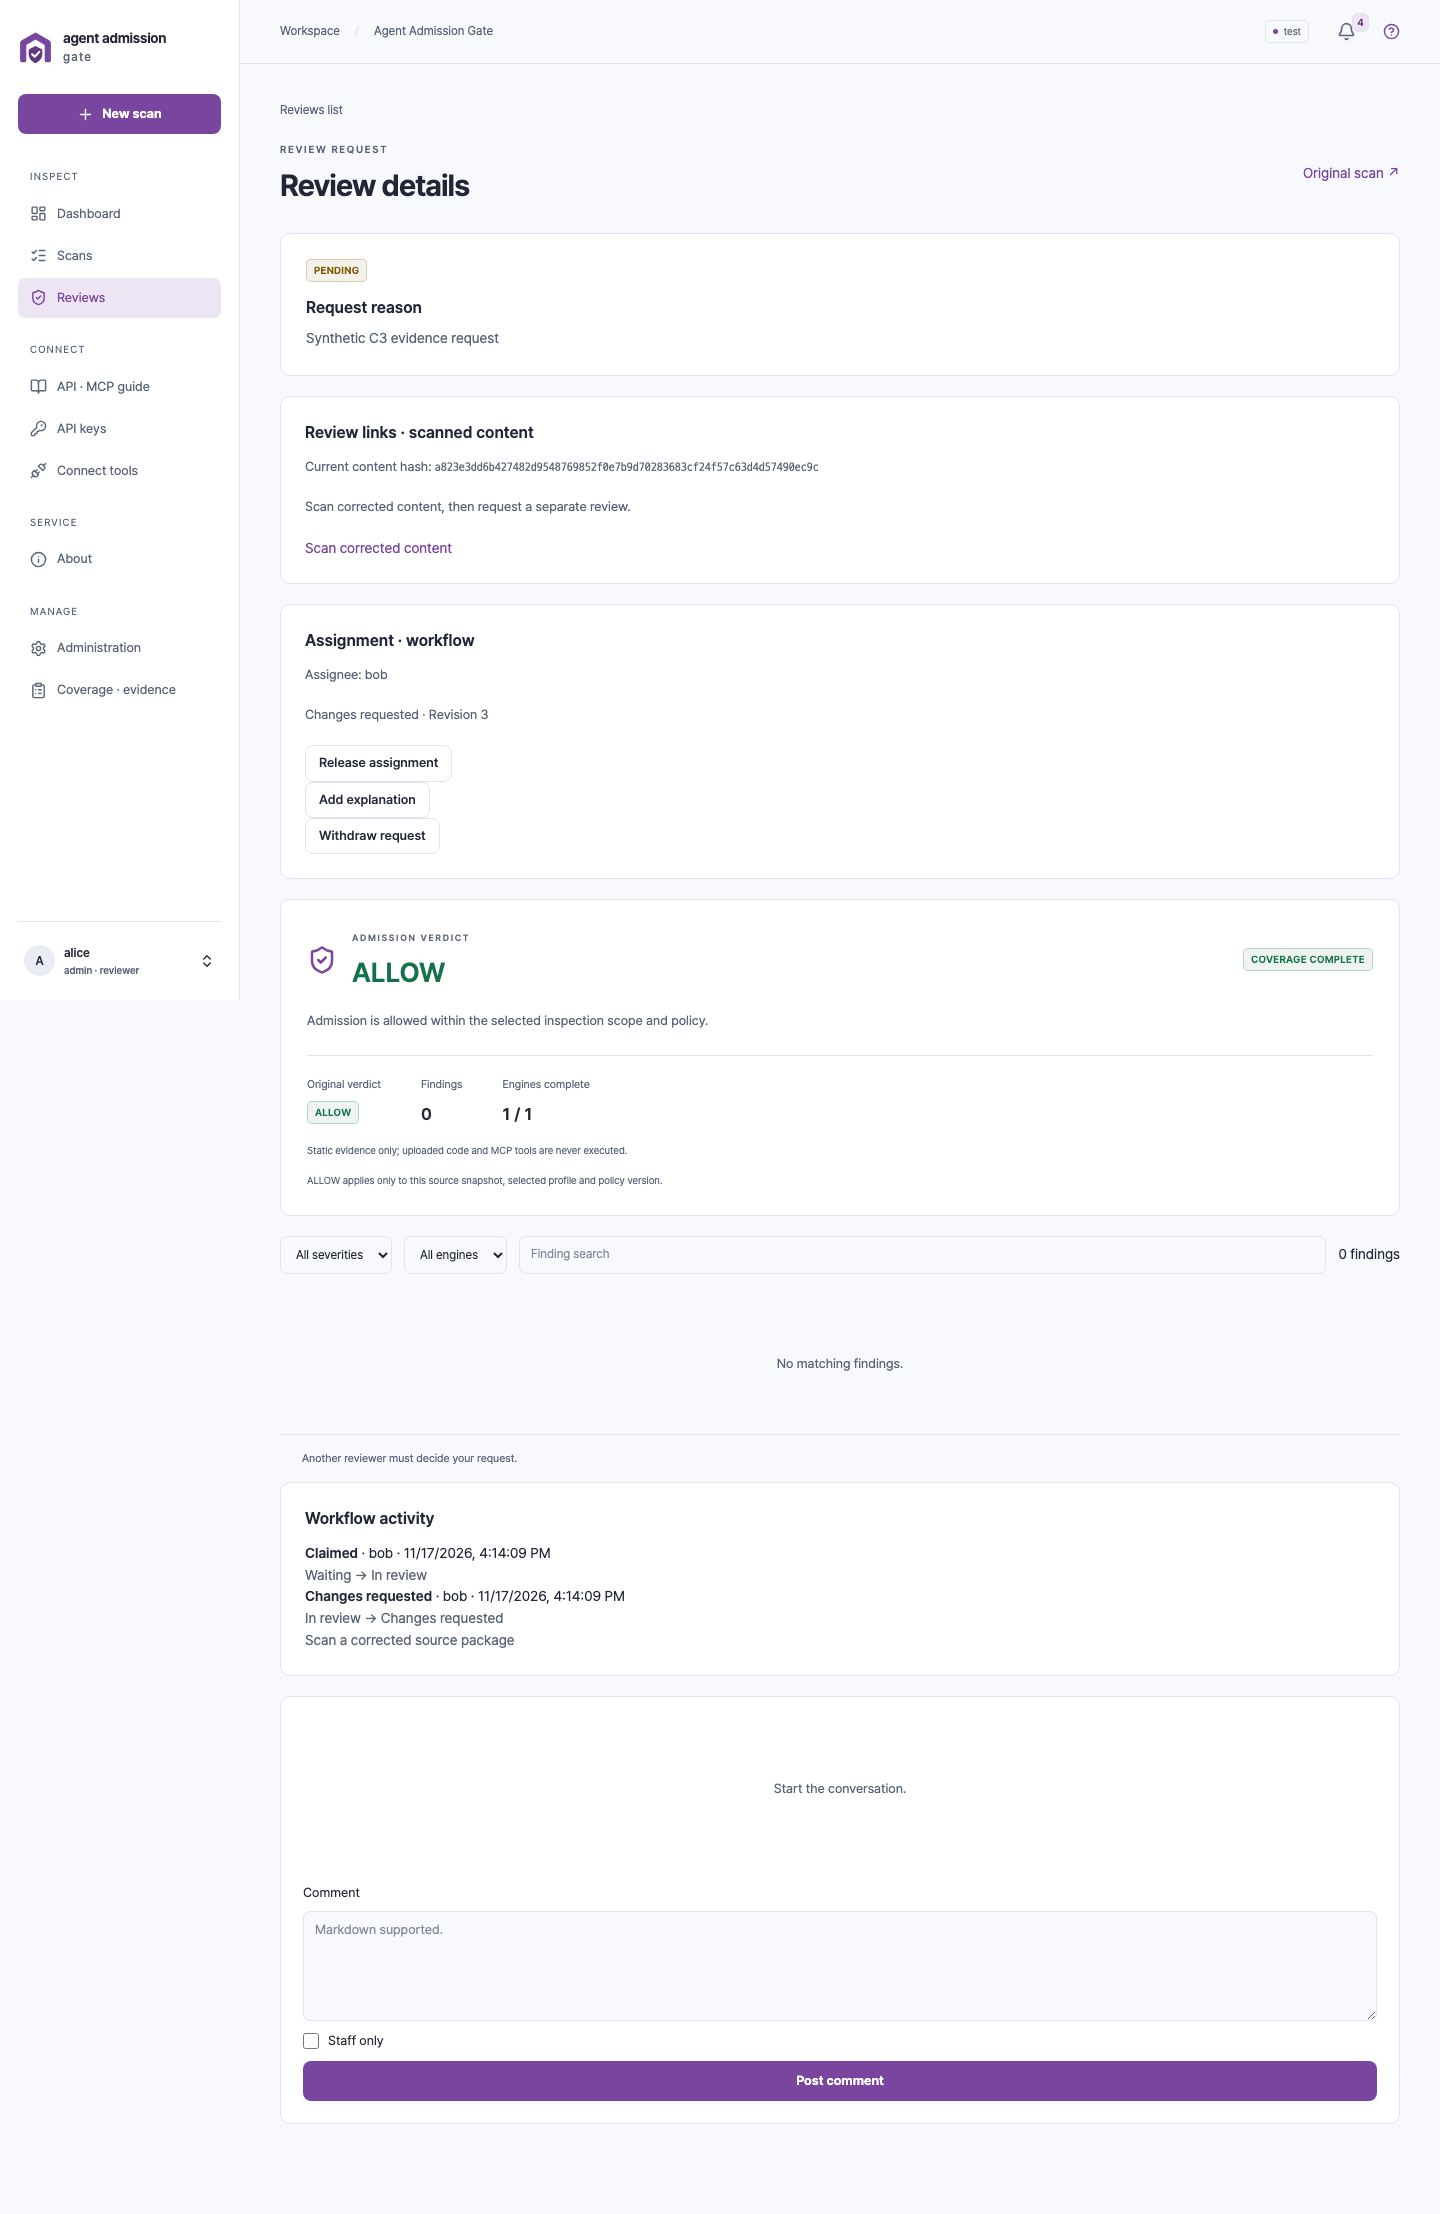 agent admission
gate
New scan
INSPECT
Dashboard
Scans
Reviews
CONNECT
API · MCP guide
API keys
Connect tools
SERVICE
About
MANAGE
Administration
Coverage · evidence
A
alice
admin · reviewer
Workspace / Agent Admission Gate
test
4
Reviews list
REVIEW REQUEST
Review details
Original scan ↗
PENDING
Request reason
Synthetic C3 evidence request
Review links · scanned content
Current content hash: a823e3dd6b427482d9548769852f0e7b9d70283683cf24f57c63d4d57490ec9c
Scan corrected content, then request a separate review.
Scan corrected content
Assignment · workflow
Assignee: bob
Changes requested · Revision 3
Release assignment
Add explanation
Withdraw request
ADMISSION VERDICT
ALLOW
COVERAGE COMPLETE
Admission is allowed within the selected inspection scope and policy.
Original verdict Findings Engines complete
ALLOW 0 1 / 1
Static evidence only; uploaded code and MCP tools are never executed.
ALLOW applies only to this source snapshot, selected profile and policy version.
All severities All engines Finding search 0 findings
No matching findings.
Another reviewer must decide your request.
Workflow activity
Claimed · bob · 11/17/2026, 4:14:09 PM
Waiting → In review
Changes requested · bob · 11/17/2026, 4:14:09 PM
In review → Changes requested
Scan a corrected source package
Start the conversation.
Comment
Markdown supported.
Staff only
Post comment